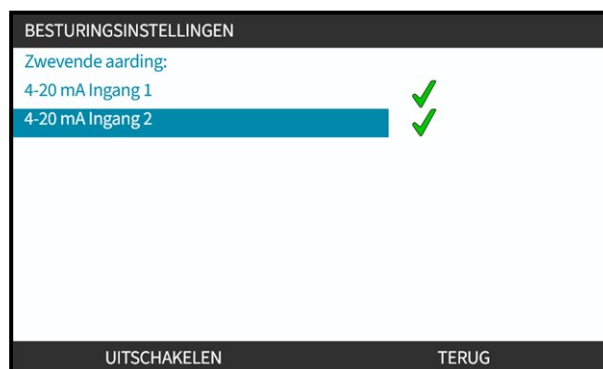 BESTURINGSINSTELLINGEN
Zwevende aarding:
4-20 mA Ingang 1
4-20 mA Ingang 2
UITSCHAKELEN TERUG